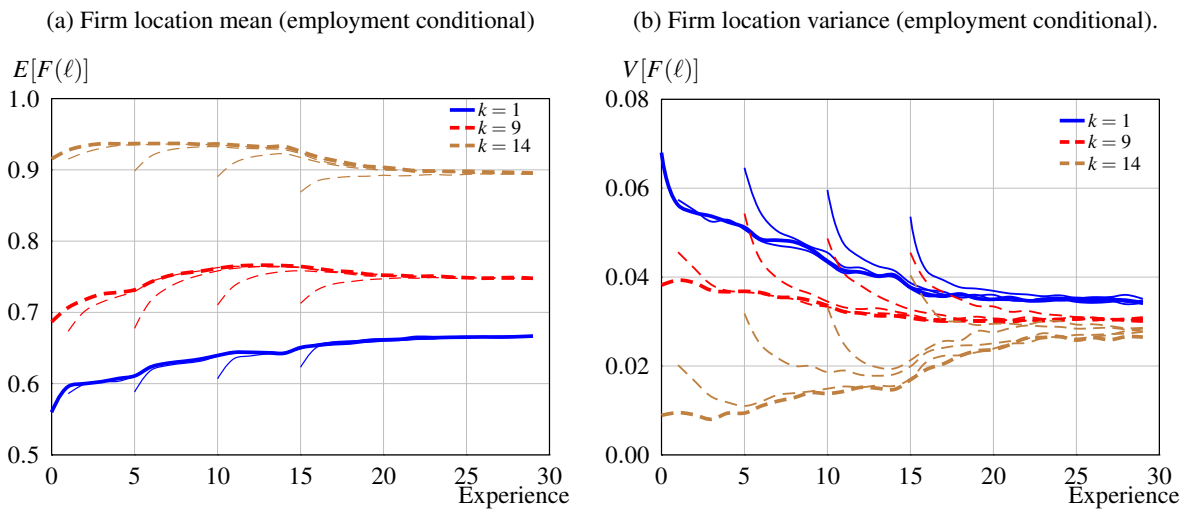 (a) Firm location mean (employment conditional)
E[F(ℓ)]
1.0
0.9
0.8
0.7
0.6
0.5
0
5
10
15
20
25
30
Experience
k = 1
k = 9
k = 14
(b) Firm location variance (employment conditional).
V[F(ℓ)]
0.08
0.06
0.04
0.02
0.00
0
5
10
15
20
25
30
Experience
k = 1
k = 9
k = 14